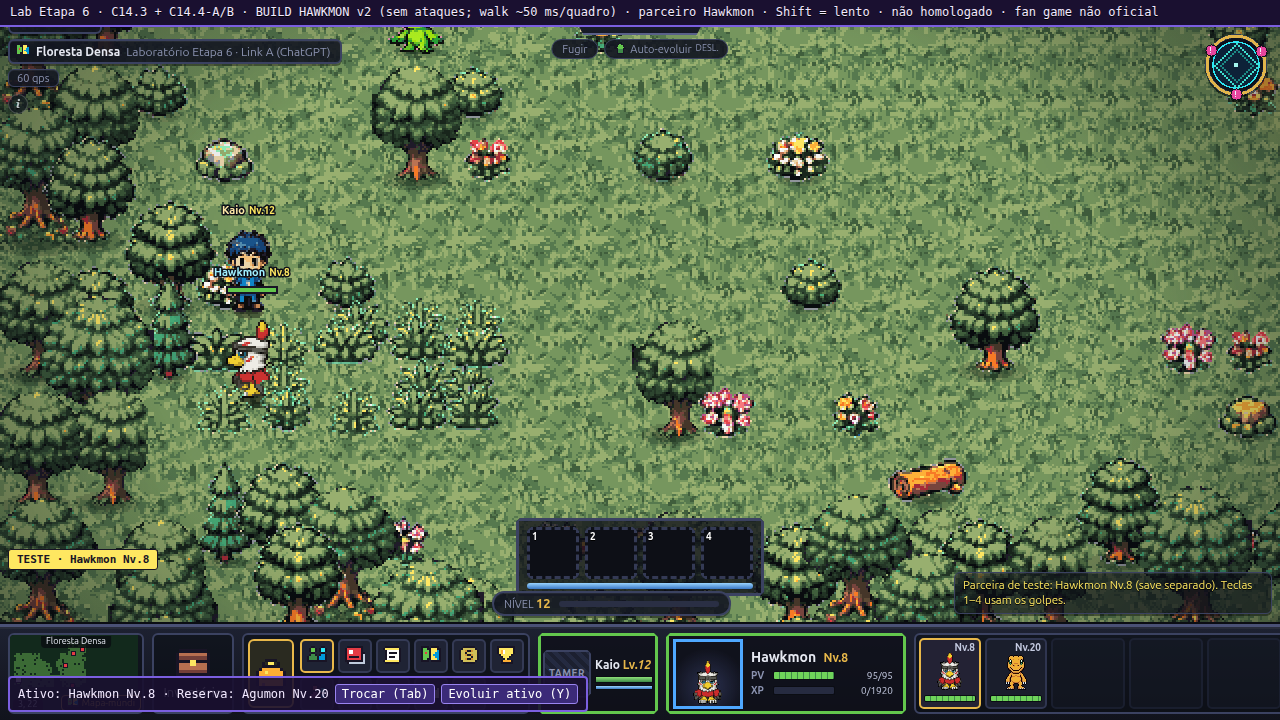 Lab Etapa 6 · C14.3 + C14.4-A/B · BUILD HAWKMON v2 (sem ataques; walk ~50 ms/quadro) · parceiro Hawkmon · Shift = lento · não homologado · fan game não oficial
Floresta Densa Laboratório Etapa 6 · Link A (ChatGPT)
Fugir
Auto-evoluir DESL.
60 qps
i
Kaio Nv.12
Hawkmon Nv.8
TESTE · Hawkmon Nv.8
1 2 3 4
NÍVEL 12
Parceira de teste: Hawkmon Nv.8 (save separado). Teclas
1–4 usam os golpes.
Floresta Densa
TAMER
Kaio Lv.12
Hawkmon Nv.8
PV 95/95
XP 0/1920
Nv.8
Nv.20
Ativo: Hawkmon Nv.8 · Reserva: Agumon Nv.20 Trocar (Tab) Evoluir ativo (Y)